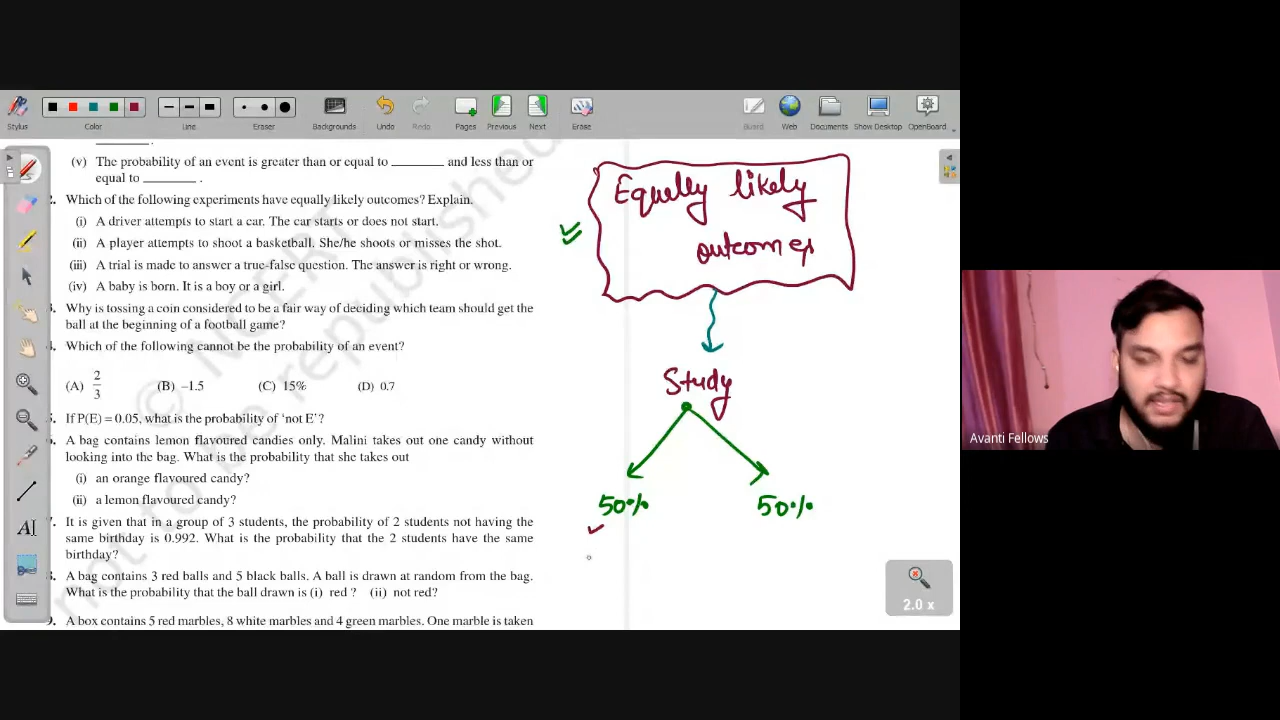 Stylus
Color
Line
Eraser
Backgrounds
Undo
Redo
Pages
Previous
Next
Erase
Board
Web
Documents
Show Desktop
OpenBoard
(v) The probability of an event is greater than or equal to ________ and less than or
equal to ________ .
2. Which of the following experiments have equally likely outcomes? Explain.
(i) A driver attempts to start a car. The car starts or does not start.
(ii) A player attempts to shoot a basketball. She/he shoots or misses the shot.
(iii) A trial is made to answer a true-false question. The answer is right or wrong.
(iv) A baby is born. It is a boy or a girl.
3. Why is tossing a coin considered to be a fair way of deciding which team should get the
ball at the beginning of a football game?
4. Which of the following cannot be the probability of an event?
(A) 2/3 (B) –1.5 (C) 15% (D) 0.7
5. If P(E) = 0.05, what is the probability of ‘not E’?
6. A bag contains lemon flavoured candies only. Malini takes out one candy without
looking into the bag. What is the probability that she takes out
(i) an orange flavoured candy?
(ii) a lemon flavoured candy?
7. It is given that in a group of 3 students, the probability of 2 students not having the
same birthday is 0.992. What is the probability that the 2 students have the same
birthday?
8. A bag contains 3 red balls and 5 black balls. A ball is drawn at random from the bag.
What is the probability that the ball drawn is (i) red ? (ii) not red?
9. A box contains 5 red marbles, 8 white marbles and 4 green marbles. One marble is taken
© NCERT
not to be republished
Equally likely
outcomes
Study
50%
50%
2.0 x
Avanti Fellows